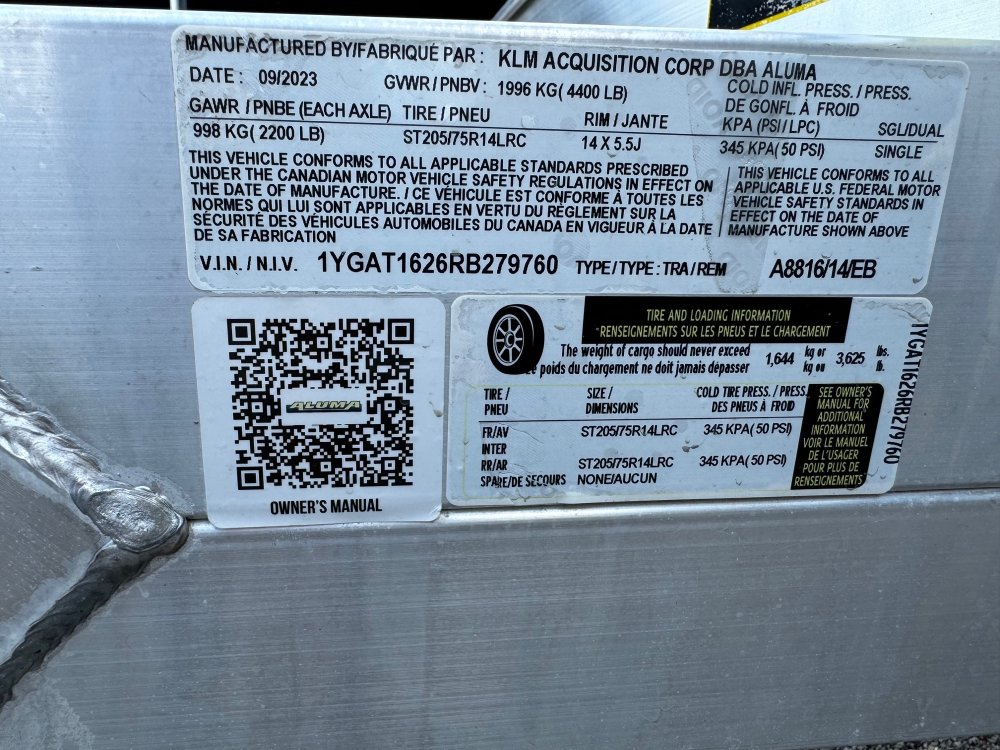 MANUFACTURED BY/FABRIQUÉ PAR : KLM ACQUISITION CORP DBA ALUMA
DATE : 09/2023 GVWR / PNBV : 1996 KG( 4400 LB) COLD INFL. PRESS. / PRESS.
DE GONFL. À FROID
GAWR / PNBE (EACH AXLE) TIRE / PNEU RIM / JANTE KPA (PSI / LPC) SGL/DUAL
998 KG( 2200 LB) ST205/75R14LRC 14 X 5.5J 345 KPA( 50 PSI) SINGLE
THIS VEHICLE CONFORMS TO ALL APPLICABLE STANDARDS PRESCRIBED
UNDER THE CANADIAN MOTOR VEHICLE SAFETY REGULATIONS IN EFFECT ON
THE DATE OF MANUFACTURE. / CE VÉHICULE EST CONFORME À TOUTES LES
NORMES QUI LUI SONT APPLICABLES EN VERTU DU RÈGLEMENT SUR LA
SÉCURITÉ DES VÉHICULES AUTOMOBILES DU CANADA EN VIGUEUR À LA DATE
DE SA FABRICATION
THIS VEHICLE CONFORMS TO ALL
APPLICABLE U.S. FEDERAL MOTOR
VEHICLE SAFETY STANDARDS IN
EFFECT ON THE DATE OF
MANUFACTURE SHOWN ABOVE
V.I.N. / N.I.V. 1YGAT1626RB279760 TYPE / TYPE : TRA / REM A8816/14/EB
ALUMA
OWNER'S MANUAL
TIRE AND LOADING INFORMATION
RENSEIGNEMENTS SUR LES PNEUS ET LE CHARGEMENT
The weight of cargo should never exceed 1,644 kg or 3,625 lbs.
e poids du chargement ne doit jamais dépasser kg ou lb.
TIRE / SIZE / COLD TIRE PRESS. / PRESS.
PNEU DIMENSIONS DES PNEUS À FROID
FR/AV ST205/75R14LRC 345 KPA( 50 PSI)
INTER
RR/AR ST205/75R14LRC 345 KPA( 50 PSI)
SPARE/DE SECOURS NONE/AUCUN
SEE OWNER'S
MANUAL FOR
ADDITIONAL
INFORMATION
VOIR LE MANUEL
DE L'USAGER
POUR PLUS DE
RENSEIGNEMENTS
1YGAT1626RB279760